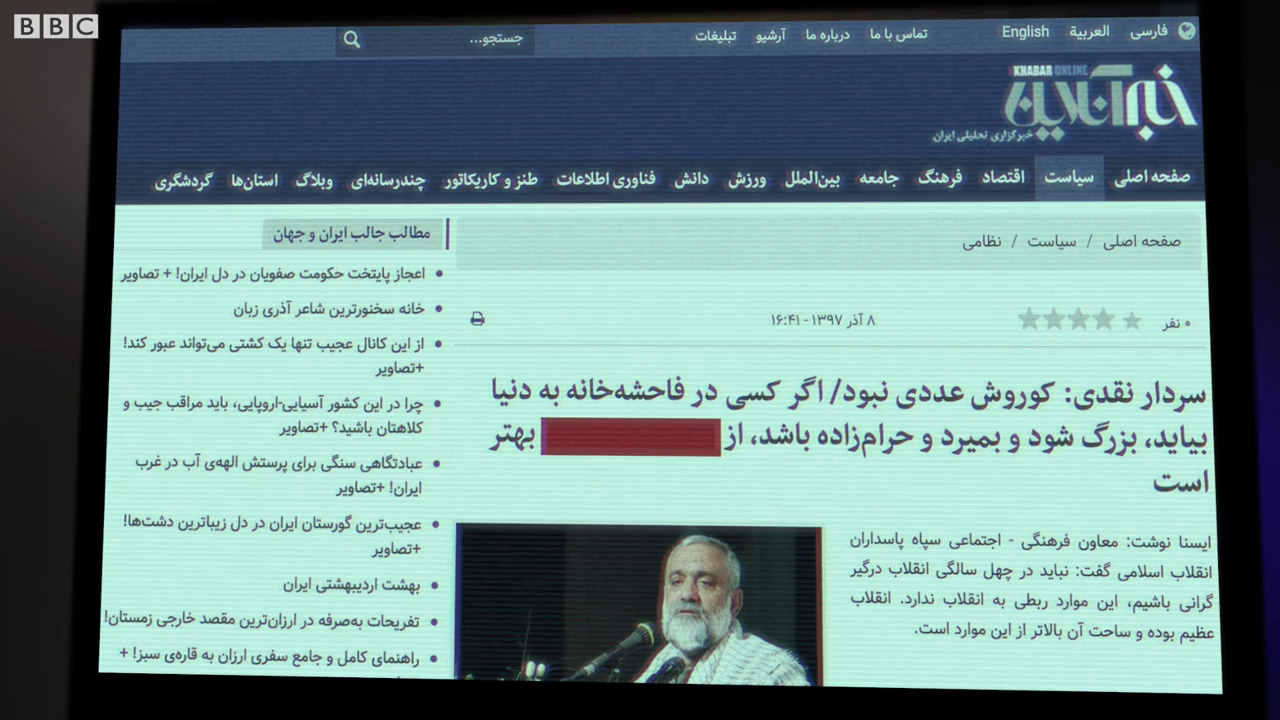 BBC
فارسی العربية English
تماس با ما درباره ما آرشیو تبلیغات
جستجو...
KHABAR ONLINE
خبرآنلاین
خبرگزاری تحلیلی ایران
صفحه اصلی سیاست اقتصاد فرهنگ جامعه بین‌الملل ورزش دانش فناوری اطلاعات طنز و کاریکاتور چندرسانه‌ای وبلاگ استان‌ها گردشگری
صفحه اصلی / سیاست / نظامی
۰ نفر
۸ آذر ۱۳۹۷ - ۱۶:۴۱
سردار نقدی: کوروش عددی نبود/ اگر کسی در فاحشه‌خانه به دنیا
بیاید، بزرگ شود و بمیرد و حرام‌زاده باشد، از بهتر
است
ایسنا نوشت: معاون فرهنگی - اجتماعی سپاه پاسداران
انقلاب اسلامی گفت: نباید در چهل سالگی انقلاب درگیر
گرانی باشیم، این موارد ربطی به انقلاب ندارد. انقلاب
عظیم بوده و ساحت آن بالاتر از این موارد است.
مطالب جالب ایران و جهان
اعجاز پایتخت حکومت صفویان در دل ایران! + تصاویر
خانه سخنورترین شاعر آذری زبان
از این کانال عجیب تنها یک کشتی می‌تواند عبور کند!
+تصاویر
چرا در این کشور آسیایی-اروپایی، باید مراقب جیب و
کلاهتان باشید؟ +تصاویر
عبادتگاهی سنگی برای پرستش الهه‌ی آب در غرب
ایران! +تصاویر
عجیب‌ترین گورستان ایران در دل زیباترین دشت‌ها!
+تصاویر
بهشت اردیبهشتی ایران
تفریحات به‌صرفه در ارزان‌ترین مقصد خارجی زمستان!
راهنمای کامل و جامع سفری ارزان به قاره‌ی سبز! +